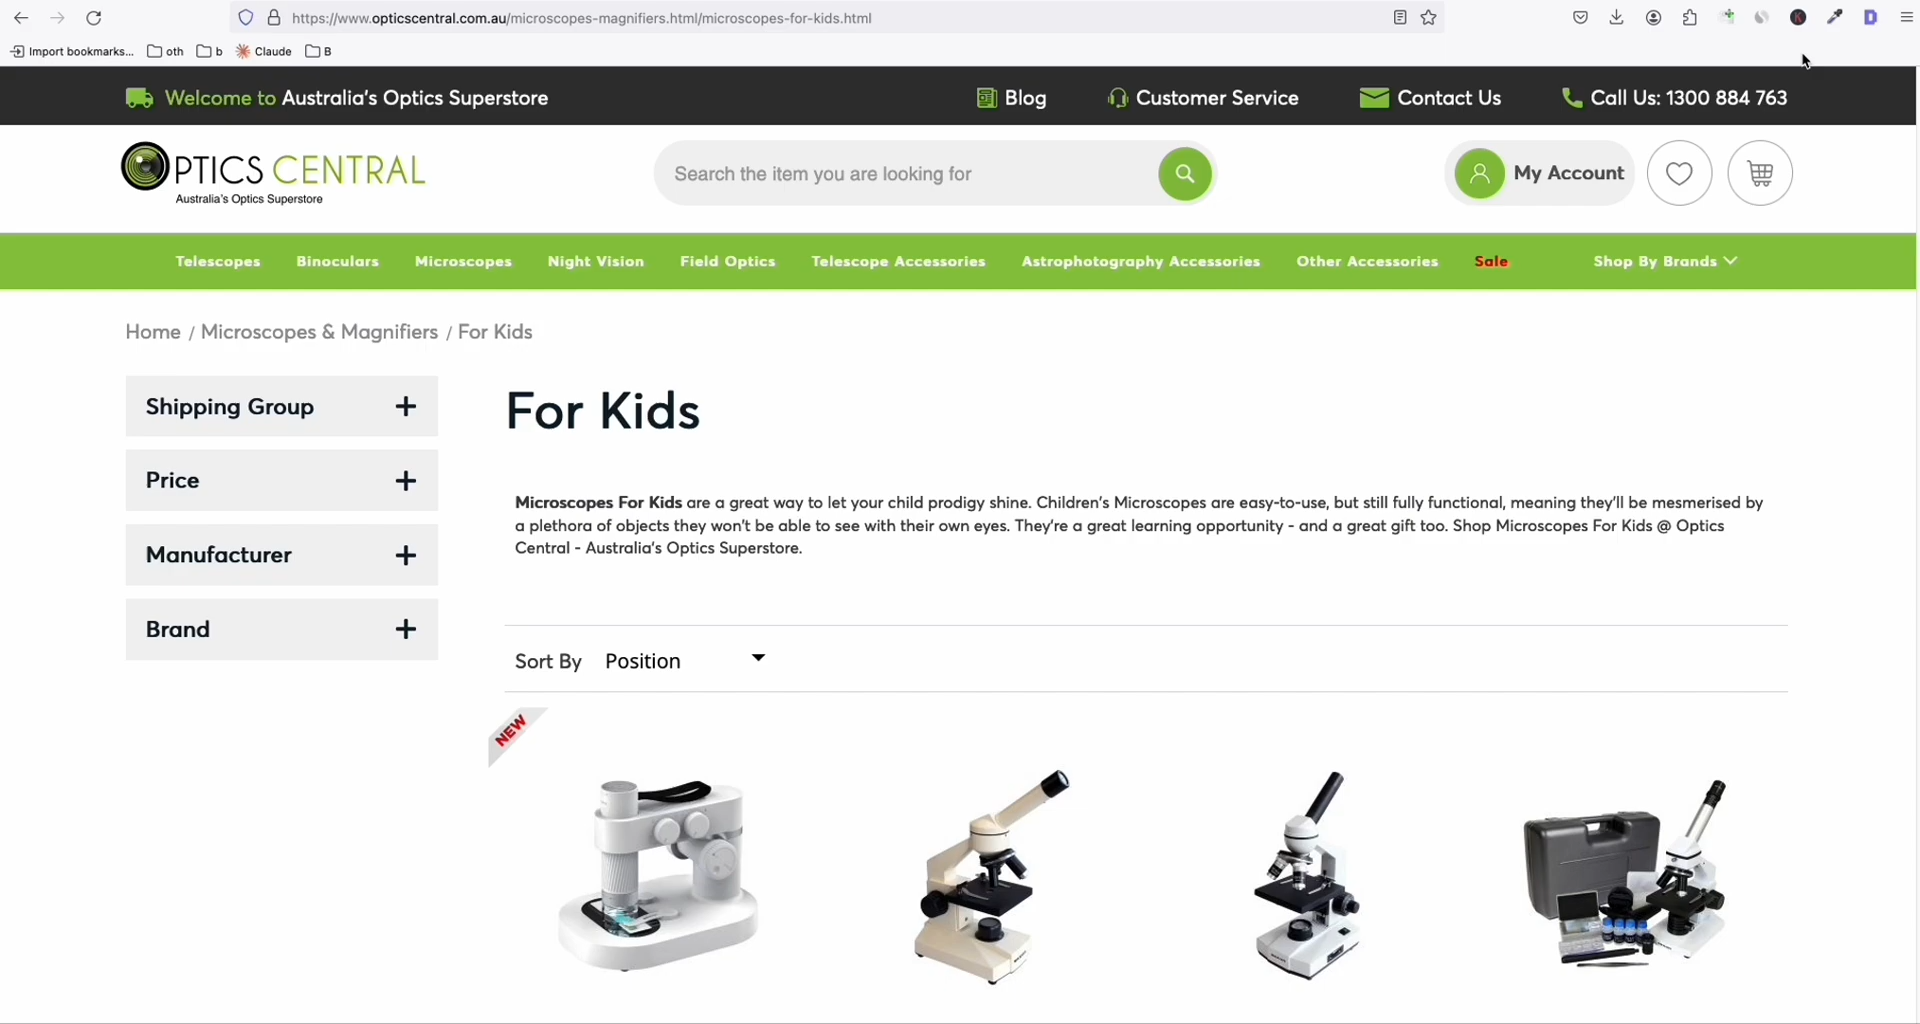 https://www.opticscentral.com.au/microscopes-magnifiers.html/microscopes-for-kids.html
Import bookmarks... oth b Claude B
Welcome to Australia's Optics Superstore Blog Customer Service Contact Us Call Us: 1300 884 763
OPTICS CENTRAL
Australia's Optics Superstore
Search the item you are looking for
My Account
Telescopes Binoculars Microscopes Night Vision Field Optics Telescope Accessories Astrophotography Accessories Other Accessories Sale Shop By Brands
Home / Microscopes & Magnifiers / For Kids
Shipping Group +
Price +
Manufacturer +
Brand +
For Kids
Microscopes For Kids are a great way to let your child prodigy shine. Children's Microscopes are easy-to-use, but still fully functional, meaning they'll be mesmerised by
a plethora of objects they won't be able to see with their own eyes. They're a great learning opportunity - and a great gift too. Shop Microscopes For Kids @ Optics
Central - Australia's Optics Superstore.
Sort By Position
NEW